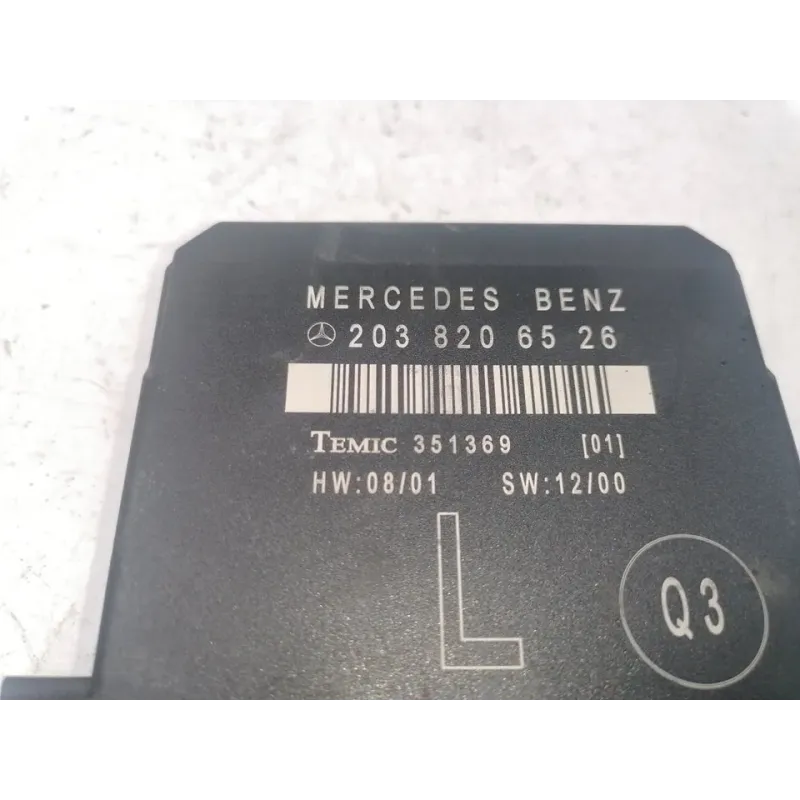 MERCEDES BENZ
203 820 65 26
TEMIC 351369 [01]
HW:08/01 SW:12/00
L
Q3